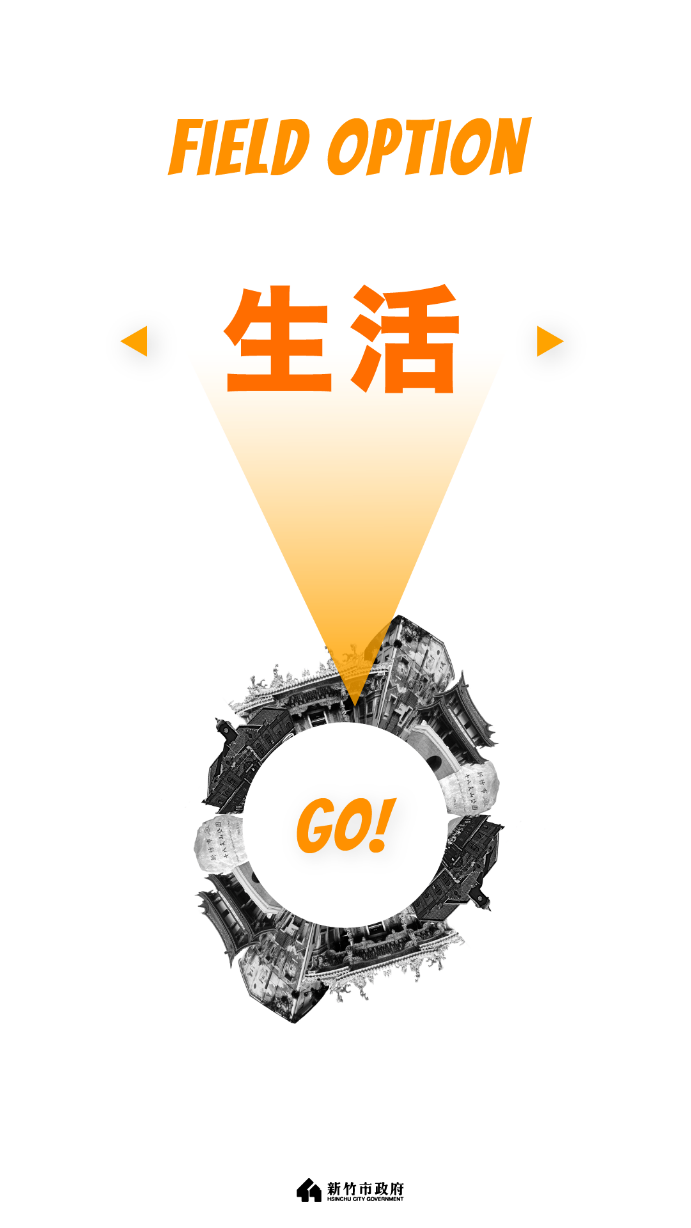 FIELD OPTION
生活
GO!
新竹市政府
HSINCHU CITY GOVERNMENT